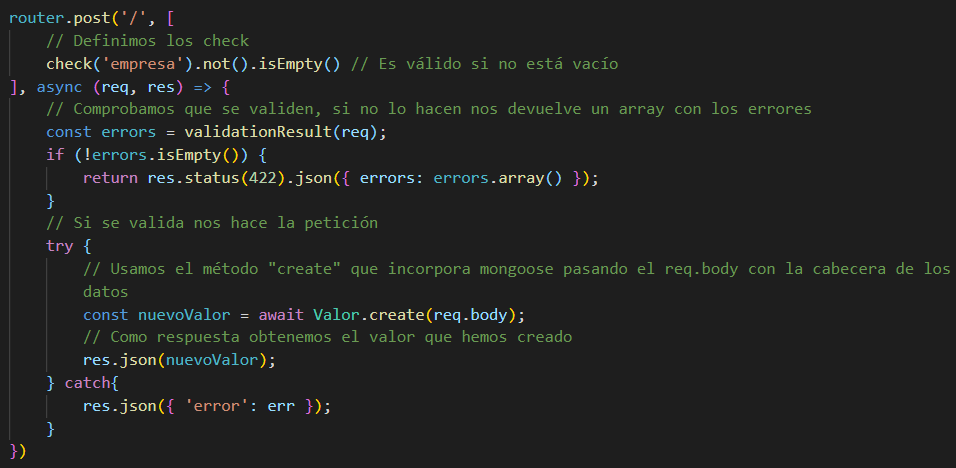 router.post('/', [
    // Definimos los check
    check('empresa').not().isEmpty() // Es válido si no está vacío
], async (req, res) => {
    // Comprobamos que se validen, si no lo hacen nos devuelve un array con los errores
    const errors = validationResult(req);
    if (!errors.isEmpty()) {
        return res.status(422).json({ errors: errors.array() });
    }
    // Si se valida nos hace la petición
    try {
        // Usamos el método "create" que incorpora mongoose pasando el req.body con la cabecera de los
        datos
        const nuevoValor = await Valor.create(req.body);
        // Como respuesta obtenemos el valor que hemos creado
        res.json(nuevoValor);
    } catch{
        res.json({ 'error': err });
    }
})